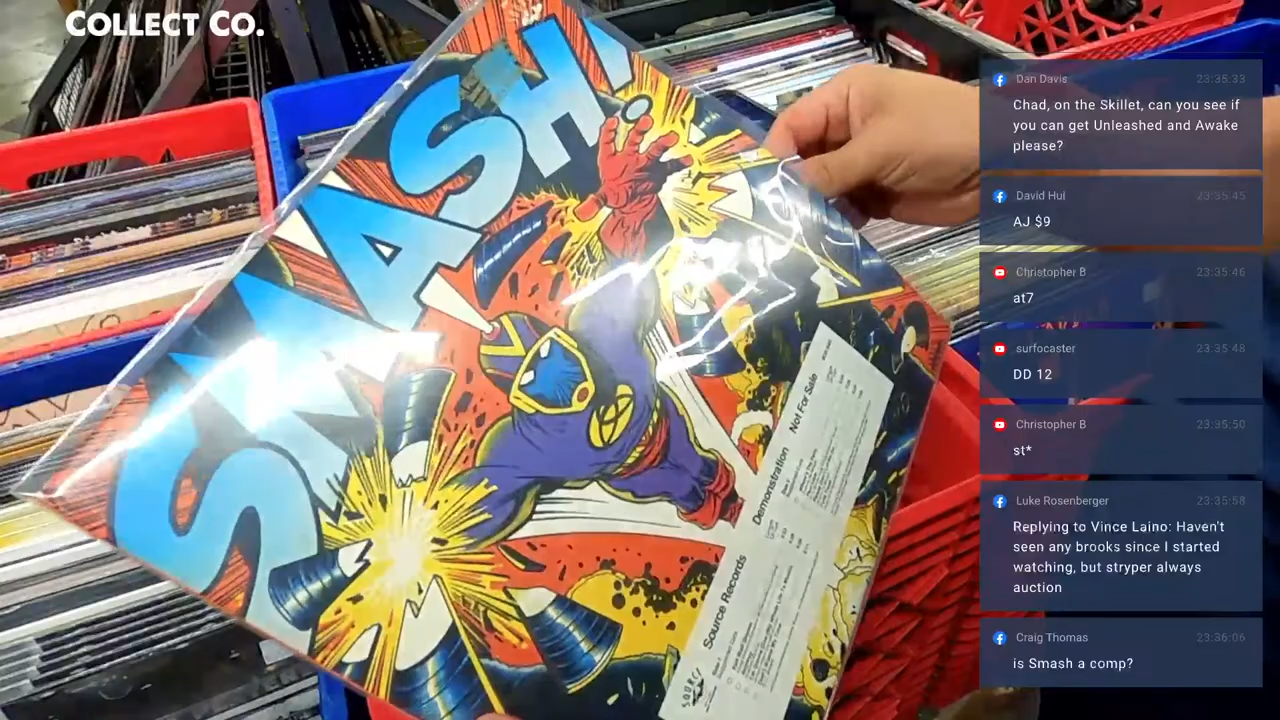 COLLECT CO.
SMASH!
Source Records
Demonstration
Not For Sale
SOURCE
Dan Davis
23:35:33
Chad, on the Skillet, can you see if
you can get Unleashed and Awake
please?
David Hui
23:35:45
AJ $9
Christopher B
23:35:46
at7
surfocaster
23:35:48
DD 12
Christopher B
23:35:50
st*
Luke Rosenberger
23:35:58
Replying to Vince Laino: Haven't
seen any brooks since I started
watching, but stryper always
auction
Craig Thomas
23:36:06
is Smash a comp?